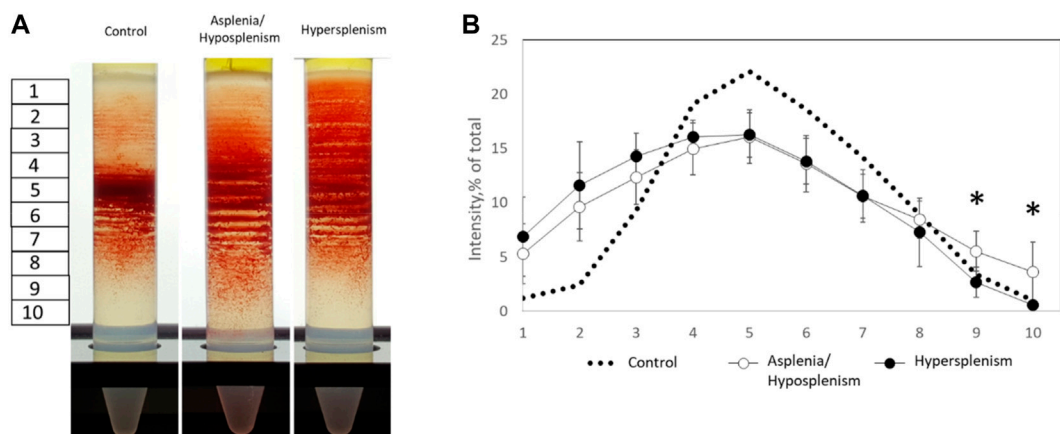 A
Control
Asplenia/
Hyposplenism
Hypersplenism
1
2
3
4
5
6
7
8
9
10
B
25
20
15
10
5
0
Intensity,% of total
*
*
1 2 3 4 5 6 7 8 9 10
Control
Asplenia/
Hyposplenism
Hypersplenism